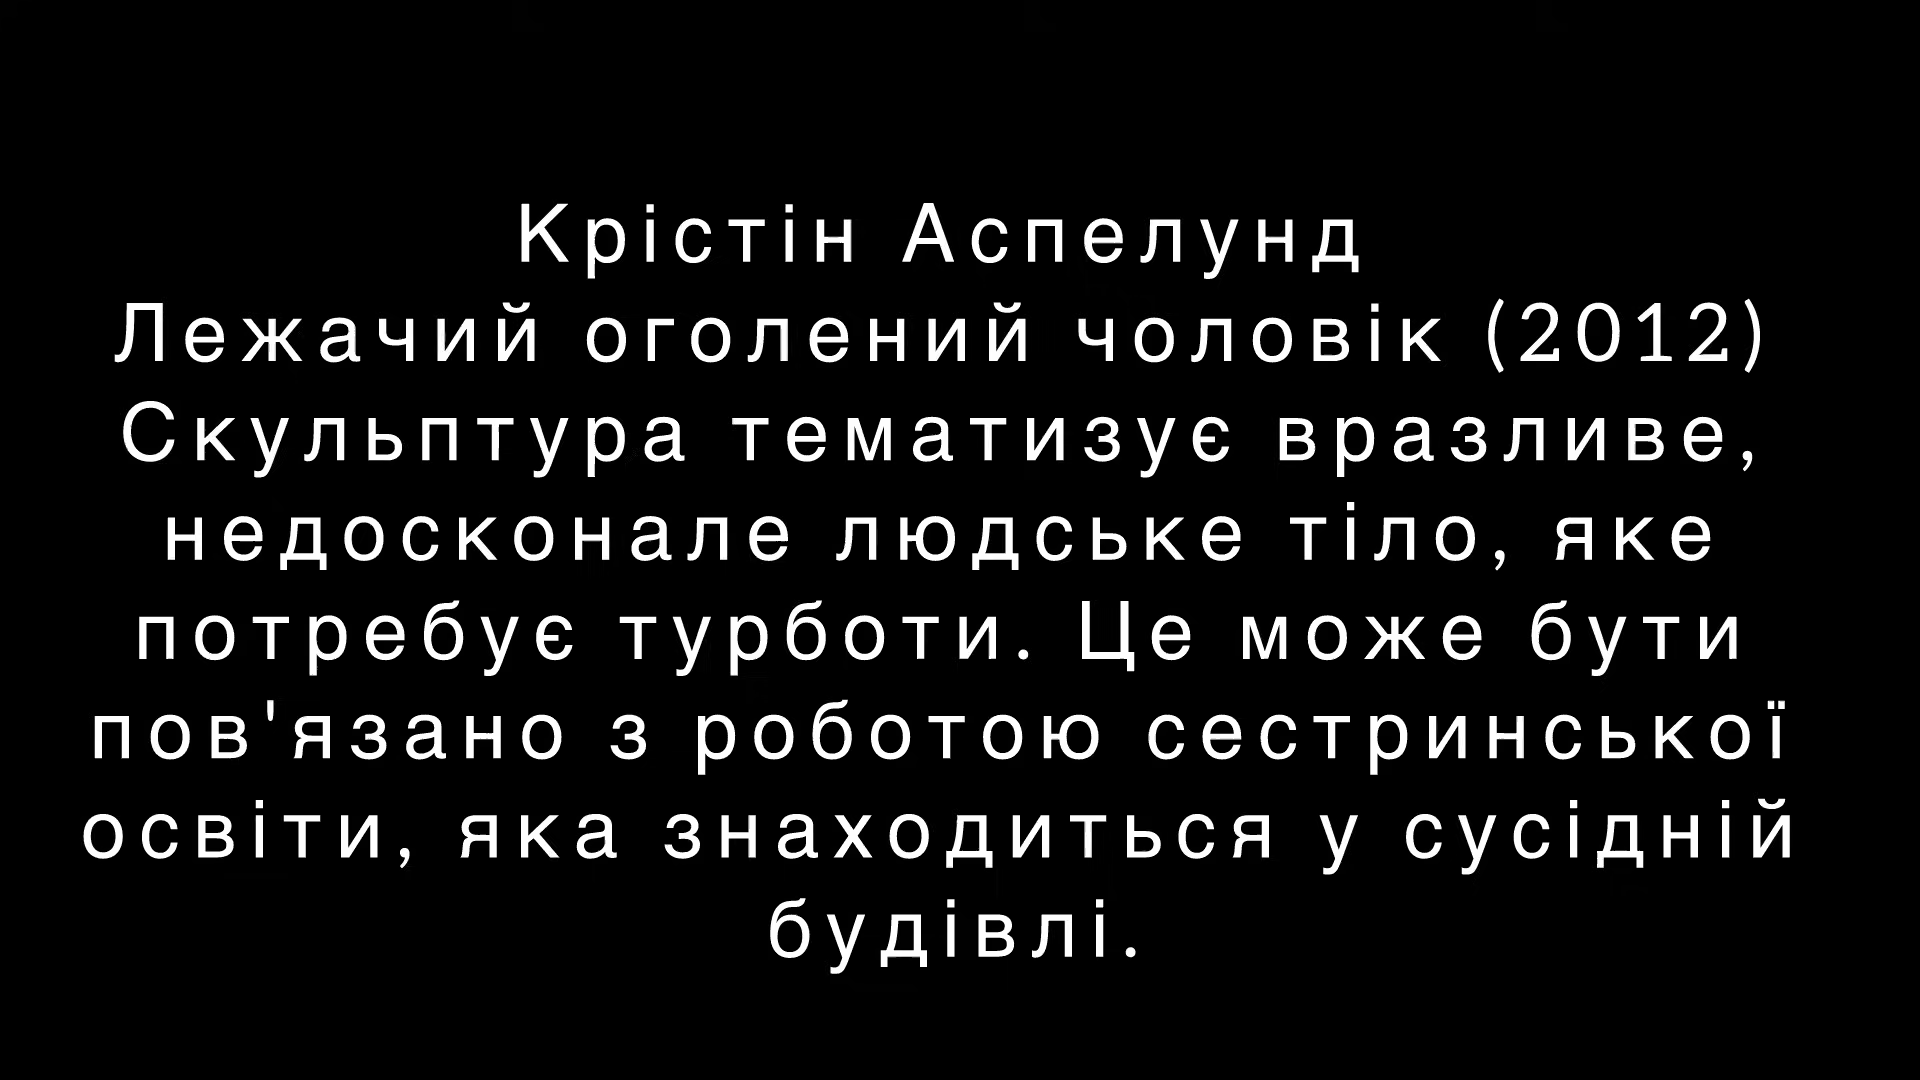 Крістін Аспелунд
Лежачий оголений чоловік (2012)
Скульптура тематизує вразливе,
недосконале людське тіло, яке
потребує турботи. Це може бути
пов'язано з роботою сестринської
освіти, яка знаходиться у сусідній
будівлі.